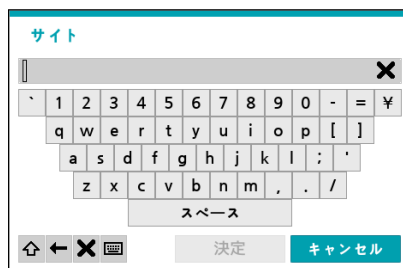 サイト
` 1 2 3 4 5 6 7 8 9 0 - = ¥
q w e r t y u i o p [ ]
a s d f g h j k l ; '
z x c v b n m , . /
スペース
決定 キャンセル